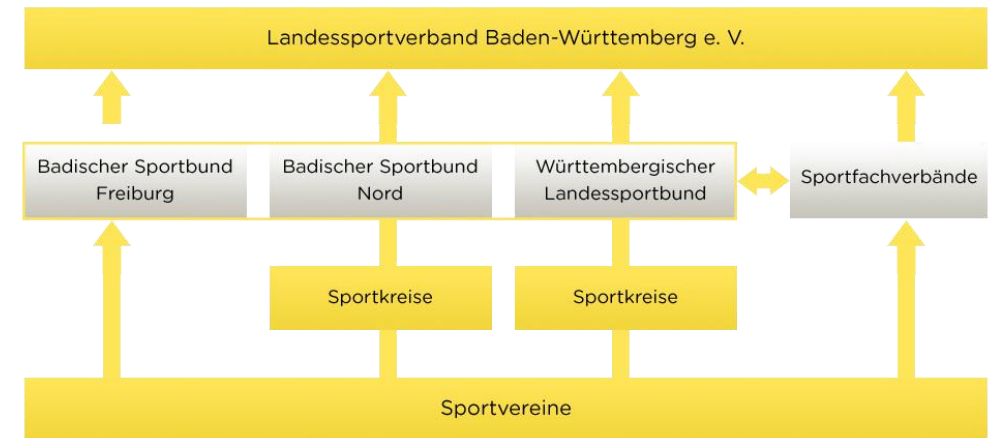 Landessportverband Baden-Württemberg e. V.
Badischer Sportbund
Freiburg
Badischer Sportbund
Nord
Württembergischer
Landessportbund
Sportfachverbände
Sportkreise
Sportkreise
Sportvereine